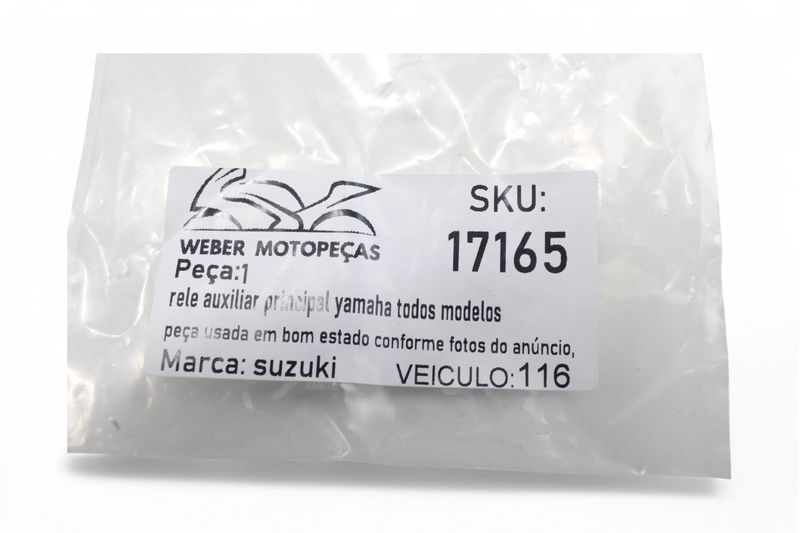 WEBER MOTOPEÇAS
SKU:
17165
Peça:1
rele auxiliar principal yamaha todos modelos
peça usada em bom estado conforme fotos do anúncio,
Marca: suzuki
VEICULO:116